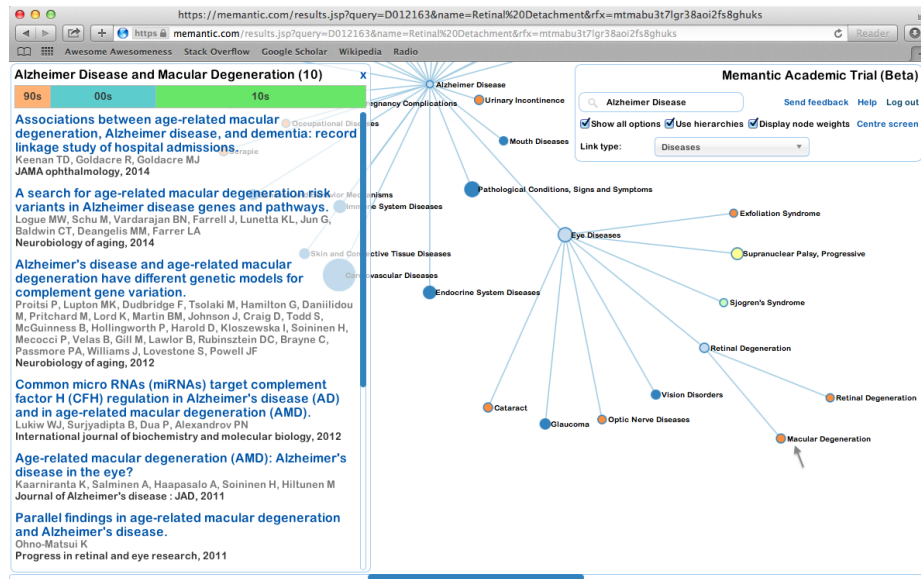 https://memantic.com/results.jsp?query=D012163&name=Retinal%20Detachment&rfx=mtmabu3t7lgr38aoi2fs8ghuks
https memantic.com/results.jsp?query=D012163&name=Retinal%20Detachment&rfx=mtmabu3t7lgr38aoi2fs8ghuks
Reader
Awesome Awesomeness Stack Overflow Google Scholar Wikipedia Radio
Alzheimer Disease and Macular Degeneration (10) x
90s 00s 10s
Associations between age-related macular
degeneration, Alzheimer disease, and dementia: record
linkage study of hospital admissions.
Keenan TD, Goldacre R, Goldacre MJ
JAMA ophthalmology, 2014
A search for age-related macular degeneration risk
variants in Alzheimer disease genes and pathways.
Logue MW, Schu M, Vardarajan BN, Farrell J, Lunetta KL, Jun G,
Baldwin CT, Deangelis MM, Farrer LA
Neurobiology of aging, 2014
Alzheimer's disease and age-related macular
degeneration have different genetic models for
complement gene variation.
Proitsi P, Lupton MK, Dudbridge F, Tsolaki M, Hamilton G, Daniilidou
M, Pritchard M, Lord K, Martin BM, Johnson J, Craig D, Todd S,
McGuinness B, Hollingworth P, Harold D, Kloszewska I, Soininen H,
Mecocci P, Velas B, Gill M, Lawlor B, Rubinsztein DC, Brayne C,
Passmore PA, Williams J, Lovestone S, Powell JF
Neurobiology of aging, 2012
Common micro RNAs (miRNAs) target complement
factor H (CFH) regulation in Alzheimer's disease (AD)
and in age-related macular degeneration (AMD).
Lukiw WJ, Surjyadipta B, Dua P, Alexandrov PN
International journal of biochemistry and molecular biology, 2012
Age-related macular degeneration (AMD): Alzheimer's
disease in the eye?
Kaarniranta K, Salminen A, Haapasalo A, Soininen H, Hiltunen M
Journal of Alzheimer's disease : JAD, 2011
Parallel findings in age-related macular degeneration
and Alzheimer's disease.
Ohno-Matsui K
Progress in retinal and eye research, 2011
Memantic Academic Trial (Beta)
Alzheimer Disease
Send feedback Help Log out
Show all options Use hierarchies Display node weights Centre screen
Link type: Diseases
Alzheimer Disease
Urinary Incontinence
Complications
Occupational Diseases
Scrapie
Mouth Diseases
Pathological Conditions, Signs and Symptoms
Immune System Diseases
Skin and Connective Tissue Diseases
Cardiovascular Diseases
Endocrine System Diseases
Eye Diseases
Exfoliation Syndrome
Supranuclear Palsy, Progressive
Sjogren's Syndrome
Retinal Degeneration
Vision Disorders
Retinal Degeneration
Cataract
Optic Nerve Diseases
Glaucoma
Macular Degeneration